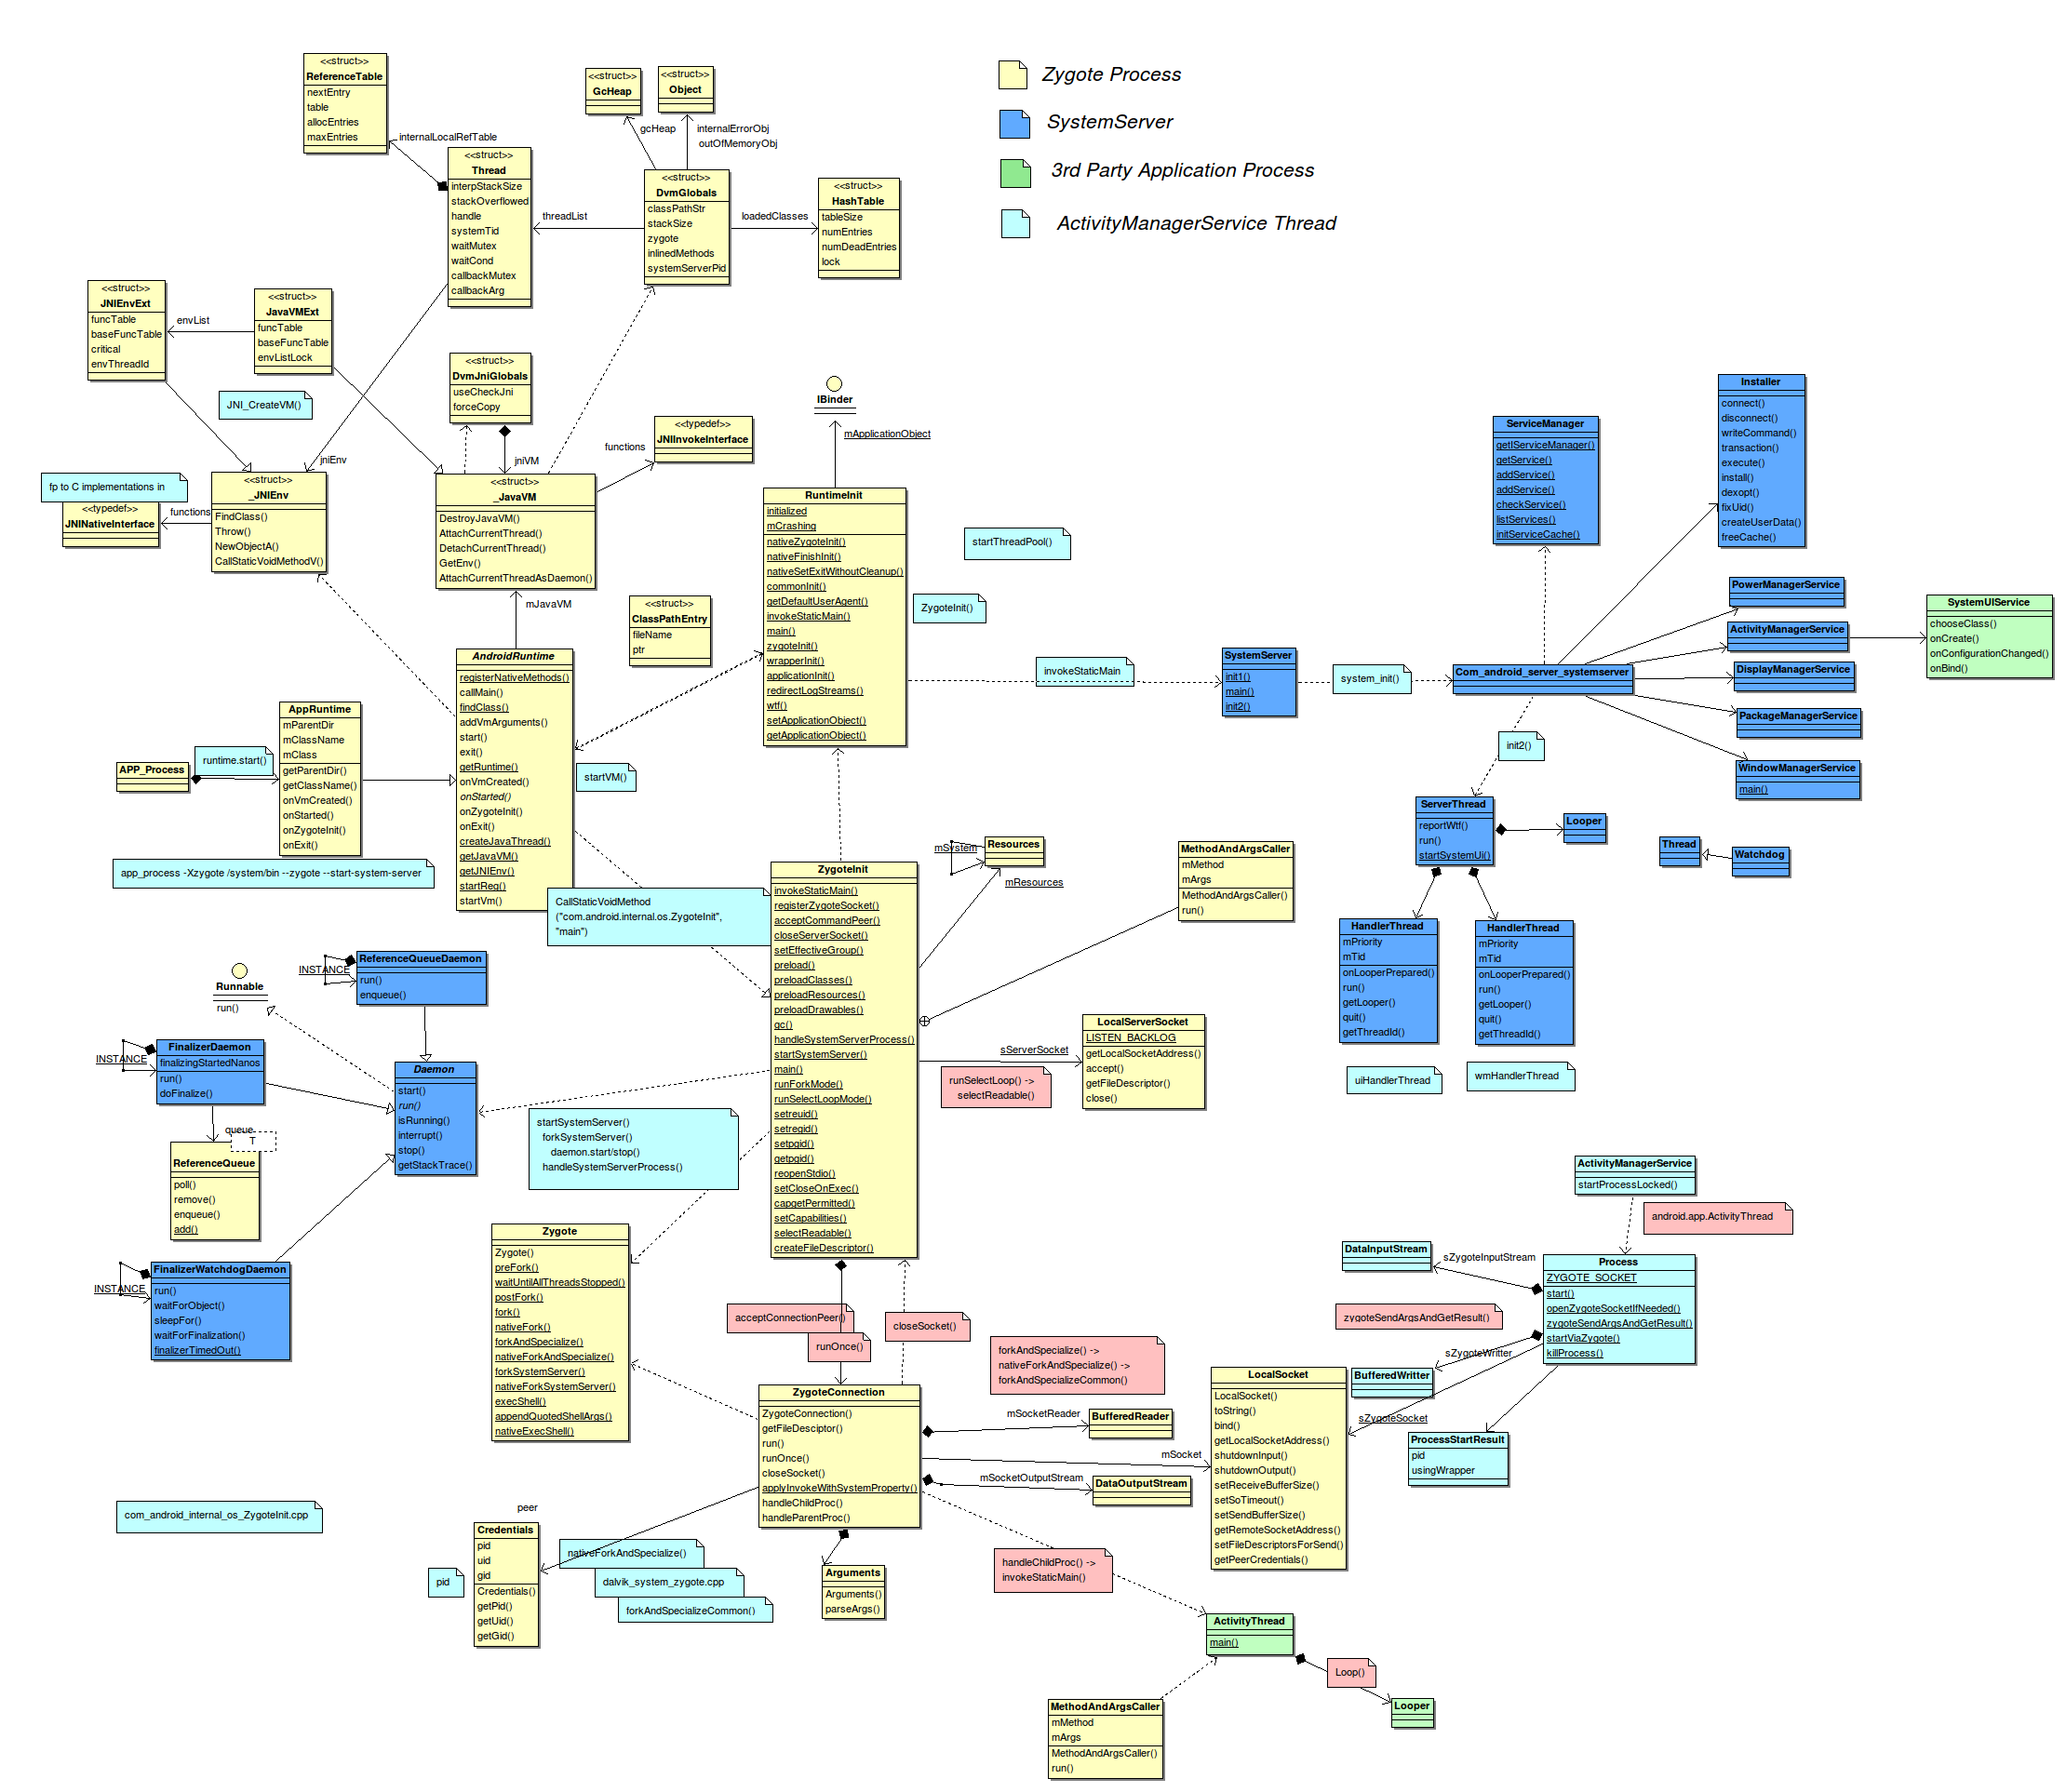 Zygote Process
SystemServer
3rd Party Application Process
ActivityManagerService Thread
<<struct>>
ReferenceTable
nextEntry
table
allocEntries
maxEntries
internalLocalRefTable
<<struct>>
GcHeap
<<struct>>
Object
gcHeap
internalErrorObj
outOfMemoryObj
<<struct>>
Thread
interpStackSize
stackOverflowed
handle
systemTid
waitMutex
waitCond
callbackMutex
callbackArg
threadList
<<struct>>
DvmGlobals
classPathStr
stackSize
zygote
inlinedMethods
systemServerPid
loadedClasses
<<struct>>
HashTable
tableSize
numEntries
numDeadEntries
lock
<<struct>>
JNIEnvExt
funcTable
baseFuncTable
critical
envThreadId
envList
<<struct>>
JavaVMExt
funcTable
baseFuncTable
envListLock
JNI_CreateVM()
<<struct>>
DvmJniGlobals
useCheckJni
forceCopy
jniEnv
jniVM
functions
<<typedef>>
JNIInvokeInterface
fp to C implementations in
<<typedef>>
JNINativeInterface
functions
<<struct>>
_JNIEnv
FindClass()
Throw()
NewObjectA()
CallStaticVoidMethodV()
<<struct>>
_JavaVM
DestroyJavaVM()
AttachCurrentThread()
DetachCurrentThread()
GetEnv()
AttachCurrentThreadAsDaemon()
mJavaVM
<<struct>>
ClassPathEntry
fileName
ptr
IBinder
mApplicationObject
RuntimeInit
initialized
mCrashing
nativeZygoteInit()
nativeFinishInit()
nativeSetExitWithoutCleanup()
commonInit()
getDefaultUserAgent()
invokeStaticMain()
main()
zygoteInit()
wrapperInit()
applicationInit()
redirectLogStreams()
wtf()
setApplicationObject()
getApplicationObject()
startThreadPool()
ZygoteInit()
invokeStaticMain
SystemServer
init1()
main()
init2()
system_init()
Com_android_server_systemserver
ServiceManager
getIServiceManager()
getService()
addService()
addService()
checkService()
listServices()
initServiceCache()
Installer
connect()
disconnect()
writeCommand()
transaction()
execute()
install()
dexopt()
fixUid()
createUserData()
freeCache()
PowerManagerService
ActivityManagerService
DisplayManagerService
PackageManagerService
WindowManagerService
main()
SystemUIService
chooseClass()
onCreate()
onConfigurationChanged()
onBind()
init2()
ServerThread
reportWtf()
run()
startSystemUi()
Looper
Thread
Watchdog
HandlerThread
mPriority
mTid
onLooperPrepared()
run()
getLooper()
quit()
getThreadId()
HandlerThread
mPriority
mTid
onLooperPrepared()
run()
getLooper()
quit()
getThreadId()
uiHandlerThread
wmHandlerThread
AndroidRuntime
registerNativeMethods()
callMain()
findClass()
addVmArguments()
start()
exit()
getRuntime()
onVmCreated()
onStarted()
onZygoteInit()
onExit()
createJavaThread()
getJavaVM()
getJNIEnv()
startReg()
startVm()
startVM()
APP_Process
runtime.start()
AppRuntime
mParentDir
mClassName
mClass
getParentDir()
getClassName()
onVmCreated()
onStarted()
onZygoteInit()
onExit()
app_process -Xzygote /system/bin --zygote --start-system-server
CallStaticVoidMethod
("com.android.internal.os.ZygoteInit",
"main")
ZygoteInit
invokeStaticMain()
registerZygoteSocket()
acceptCommandPeer()
closeServerSocket()
setEffectiveGroup()
preload()
preloadClasses()
preloadResources()
preloadDrawables()
gc()
handleSystemServerProcess()
startSystemServer()
main()
runForkMode()
runSelectLoopMode()
setreuid()
setregid()
setpgid()
getpgid()
reopenStdio()
setCloseOnExec()
capgetPermitted()
setCapabilities()
selectReadable()
createFileDescriptor()
mSystem
Resources
mResources
MethodAndArgsCaller
mMethod
mArgs
MethodAndArgsCaller()
run()
sServerSocket
LocalServerSocket
LISTEN_BACKLOG
getLocalSocketAddress()
accept()
getFileDescriptor()
close()
runSelectLoop() ->
selectReadable()
Runnable
run()
INSTANCE
ReferenceQueueDaemon
run()
enqueue()
INSTANCE
FinalizerDaemon
finalizingStartedNanos
run()
doFinalize()
Daemon
start()
run()
isRunning()
interrupt()
stop()
getStackTrace()
queue
T
ReferenceQueue
poll()
remove()
enqueue()
add()
INSTANCE
FinalizerWatchdogDaemon
run()
waitForObject()
sleepFor()
waitForFinalization()
finalizerTimedOut()
startSystemServer()
forkSystemServer()
daemon.start/stop()
handleSystemServerProcess()
Zygote
Zygote()
preFork()
waitUntilAllThreadsStopped()
postFork()
fork()
nativeFork()
forkAndSpecialize()
nativeForkAndSpecialize()
forkSystemServer()
nativeForkSystemServer()
execShell()
appendQuotedShellArgs()
nativeExecShell()
acceptConnectionPeer()
runOnce()
closeSocket()
forkAndSpecialize() ->
nativeForkAndSpecialize() ->
forkAndSpecializeCommon()
ZygoteConnection
ZygoteConnection()
getFileDesciptor()
run()
runOnce()
closeSocket()
applyInvokeWithSystemProperty()
handleChildProc()
handleParentProc()
mSocketReader
BufferedReader
mSocket
mSocketOutputStream
DataOutputStream
LocalSocket
LocalSocket()
toString()
bind()
getLocalSocketAddress()
shutdownInput()
shutdownOutput()
setReceiveBufferSize()
setSoTimeout()
setSendBufferSize()
getRemoteSocketAddress()
setFileDescriptorsForSend()
getPeerCredentials()
ActivityManagerService
startProcessLocked()
android.app.ActivityThread
DataInputStream
sZygoteInputStream
Process
ZYGOTE_SOCKET
start()
openZygoteSocketIfNeeded()
zygoteSendArgsAndGetResult()
startViaZygote()
killProcess()
zygoteSendArgsAndGetResult()
sZygoteWritter
BufferedWritter
sZygoteSocket
ProcessStartResult
pid
usingWrapper
com_android_internal_os_ZygoteInit.cpp
peer
Credentials
pid
uid
gid
Credentials()
getPid()
getUid()
getGid()
pid
nativeForkAndSpecialize()
dalvik_system_zygote.cpp
forkAndSpecializeCommon()
Arguments
Arguments()
parseArgs()
handleChildProc() ->
invokeStaticMain()
ActivityThread
main()
Loop()
Looper
MethodAndArgsCaller
mMethod
mArgs
MethodAndArgsCaller()
run()